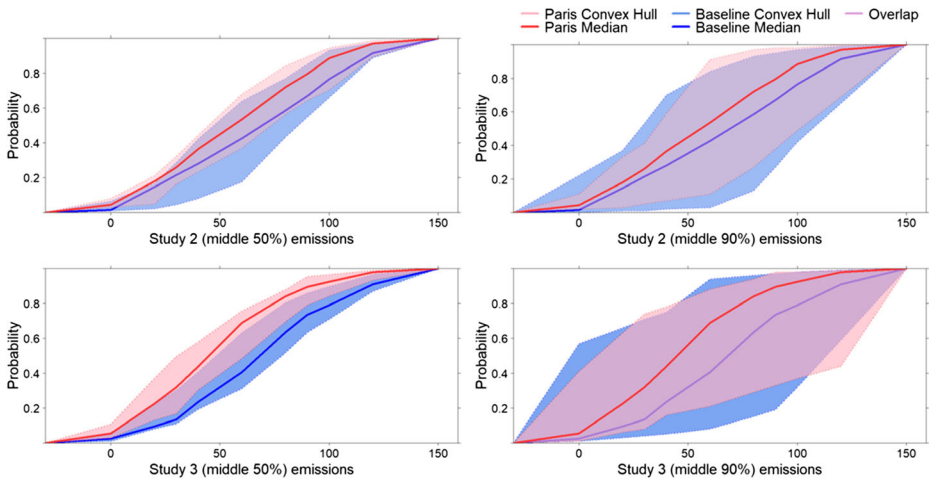 Paris Convex Hull Baseline Convex Hull Overlap
Paris Median Baseline Median
Probability
0.8
0.6
0.4
0.2
0 50 100 150
Study 2 (middle 50%) emissions
Probability
0.8
0.6
0.4
0.2
0 50 100 150
Study 2 (middle 90%) emissions
Probability
0.8
0.6
0.4
0.2
0 50 100 150
Study 3 (middle 50%) emissions
Probability
0.8
0.6
0.4
0.2
0 50 100 150
Study 3 (middle 90%) emissions